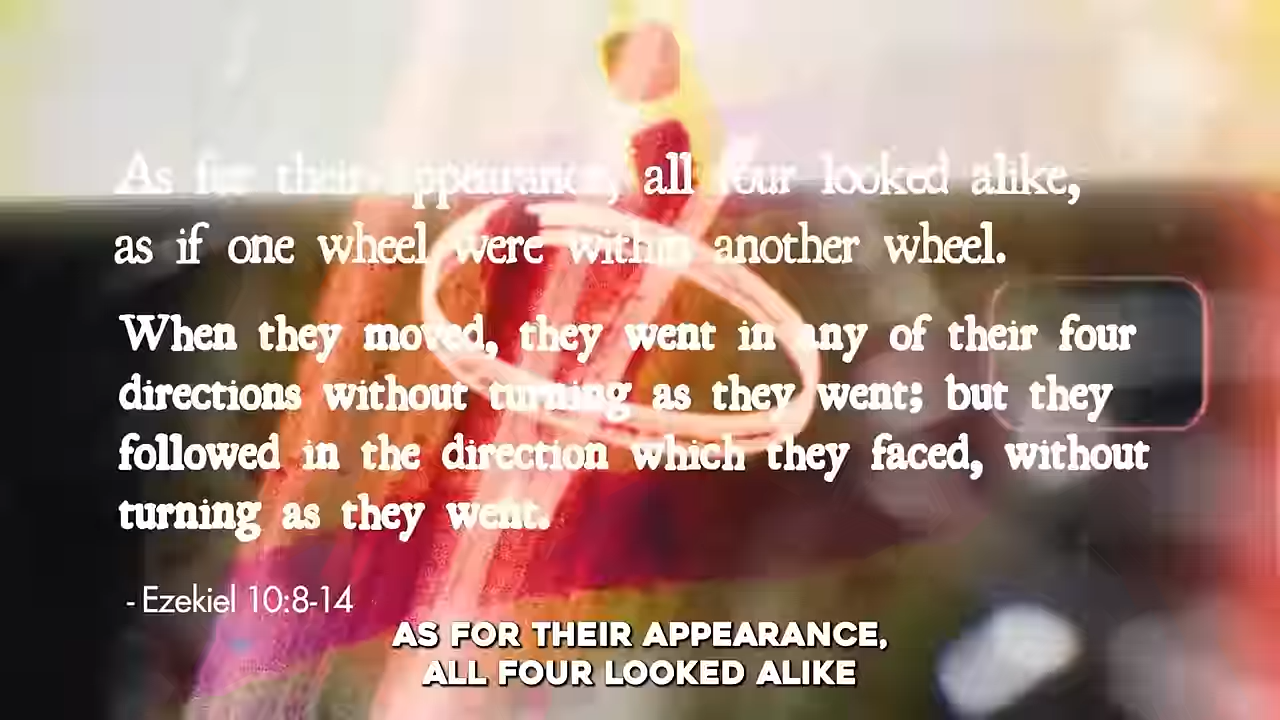 As for their appearance, all four looked alike,
as if one wheel were within another wheel.
When they moved, they went in any of their four
directions without turning as they went; but they
followed in the direction which they faced, without
turning as they went.
- Ezekiel 10:8-14
AS FOR THEIR APPEARANCE,
ALL FOUR LOOKED ALIKE